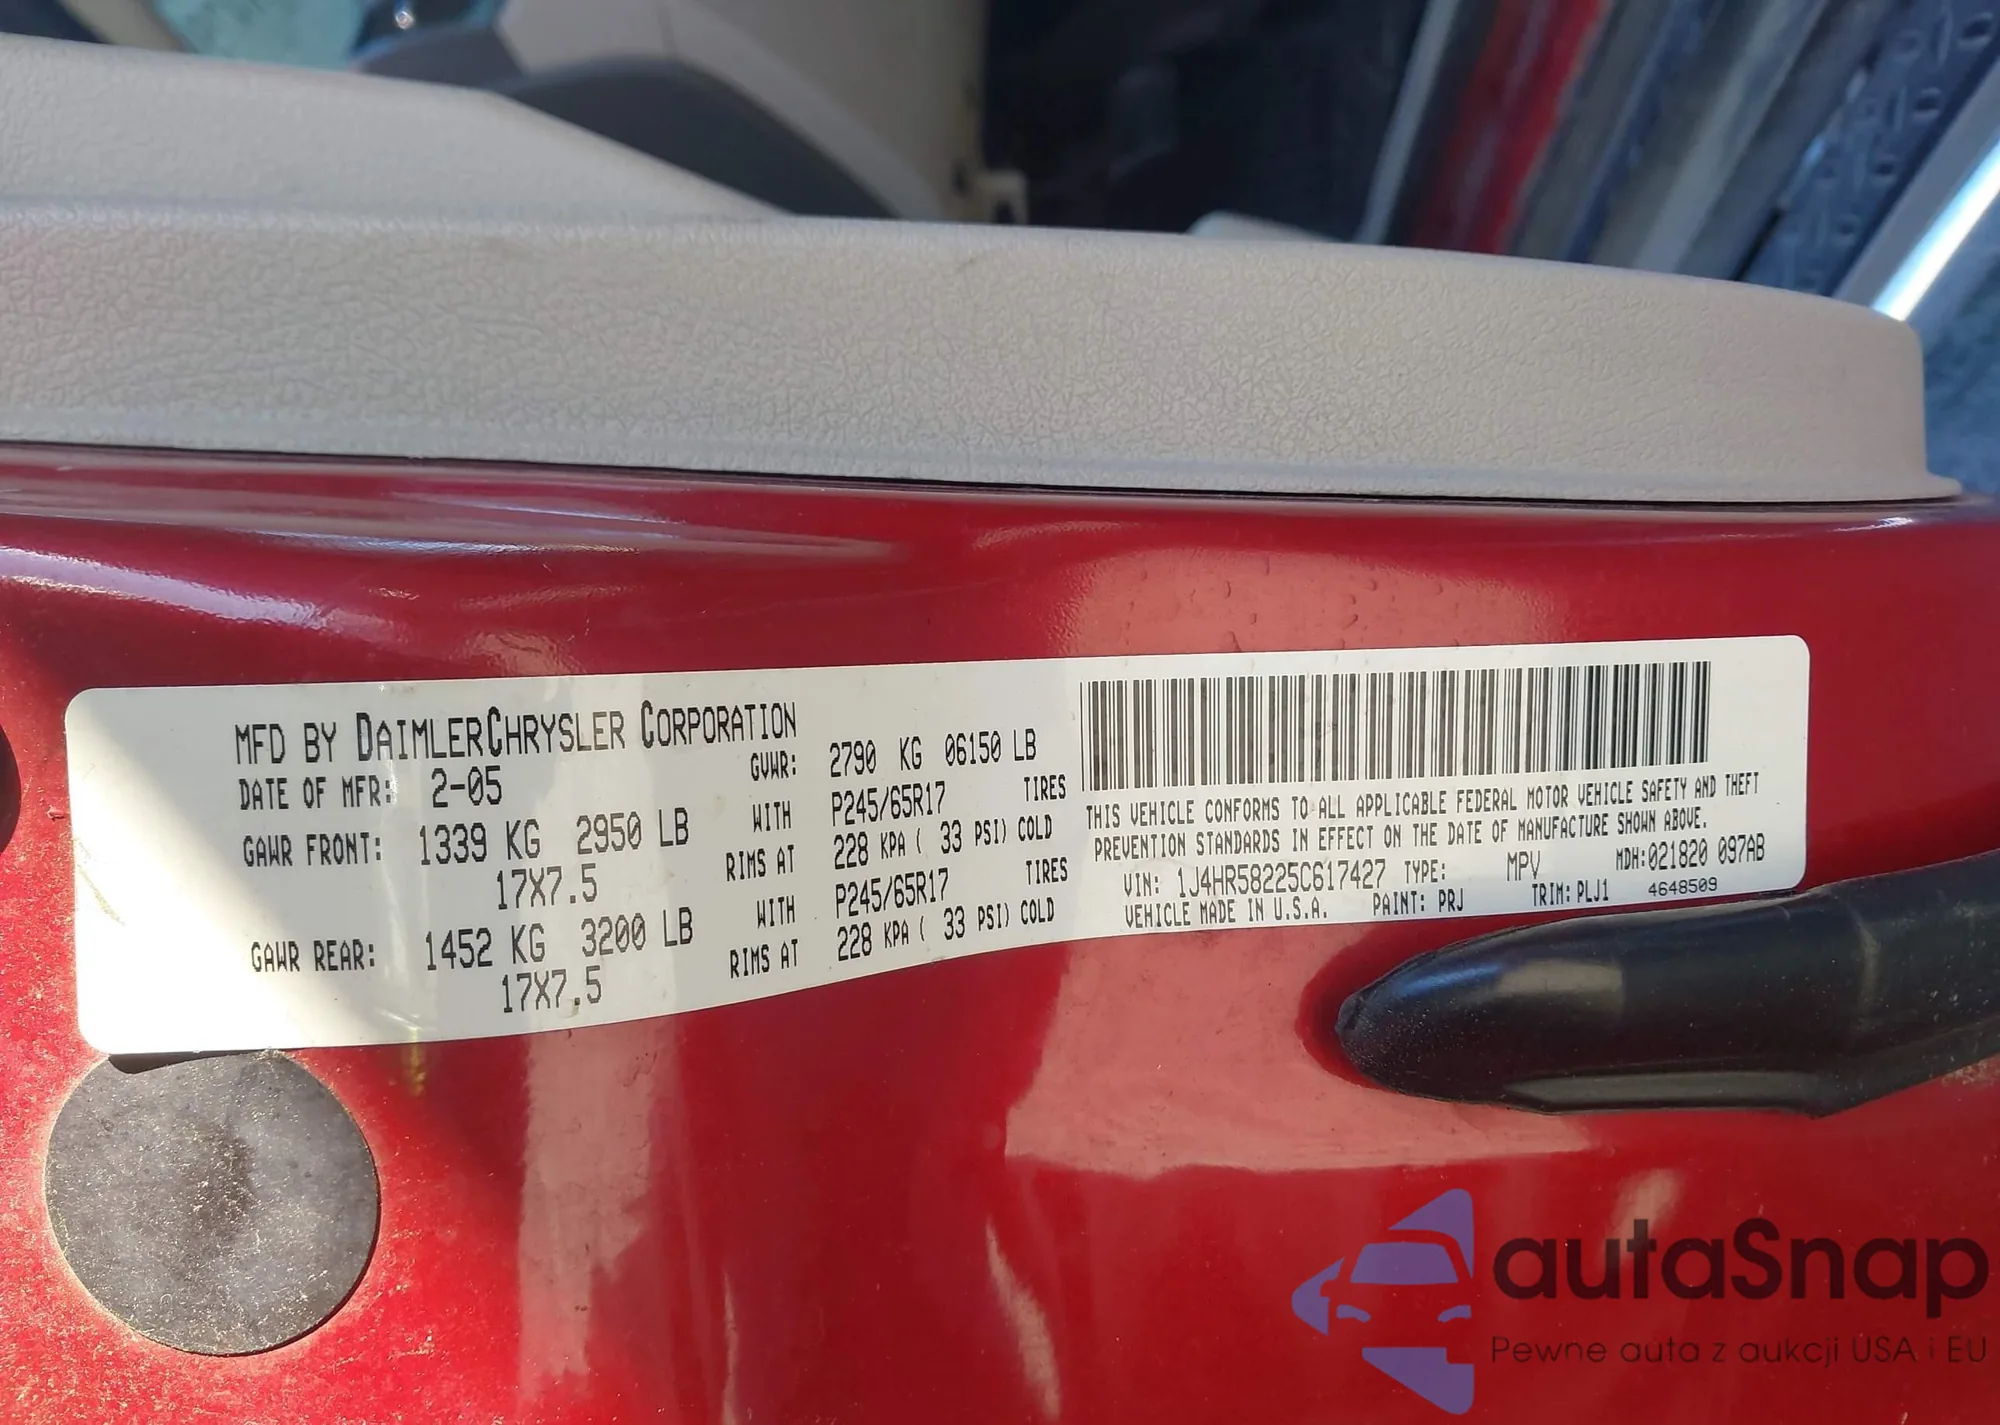 MFD BY DAIMLERCHRYSLER CORPORATION
DATE OF MFR: 2-05 GVWR: 2790 KG 06150 LB
GAWR FRONT: 1339 KG 2950 LB WITH P245/65R17 TIRES
17X7.5 RIMS AT 228 KPA ( 33 PSI) COLD
GAWR REAR: 1452 KG 3200 LB WITH P245/65R17 TIRES
17X7.5 RIMS AT 228 KPA ( 33 PSI) COLD
THIS VEHICLE CONFORMS TO ALL APPLICABLE FEDERAL MOTOR VEHICLE SAFETY AND THEFT
PREVENTION STANDARDS IN EFFECT ON THE DATE OF MANUFACTURE SHOWN ABOVE.
VIN: 1J4HR58225C617427 TYPE: MPV MDH:021820 097AB
VEHICLE MADE IN U.S.A. PAINT: PRJ TRIM: PLJ1 4648509
autaSnap
Pewne auta z aukcji USA i EU